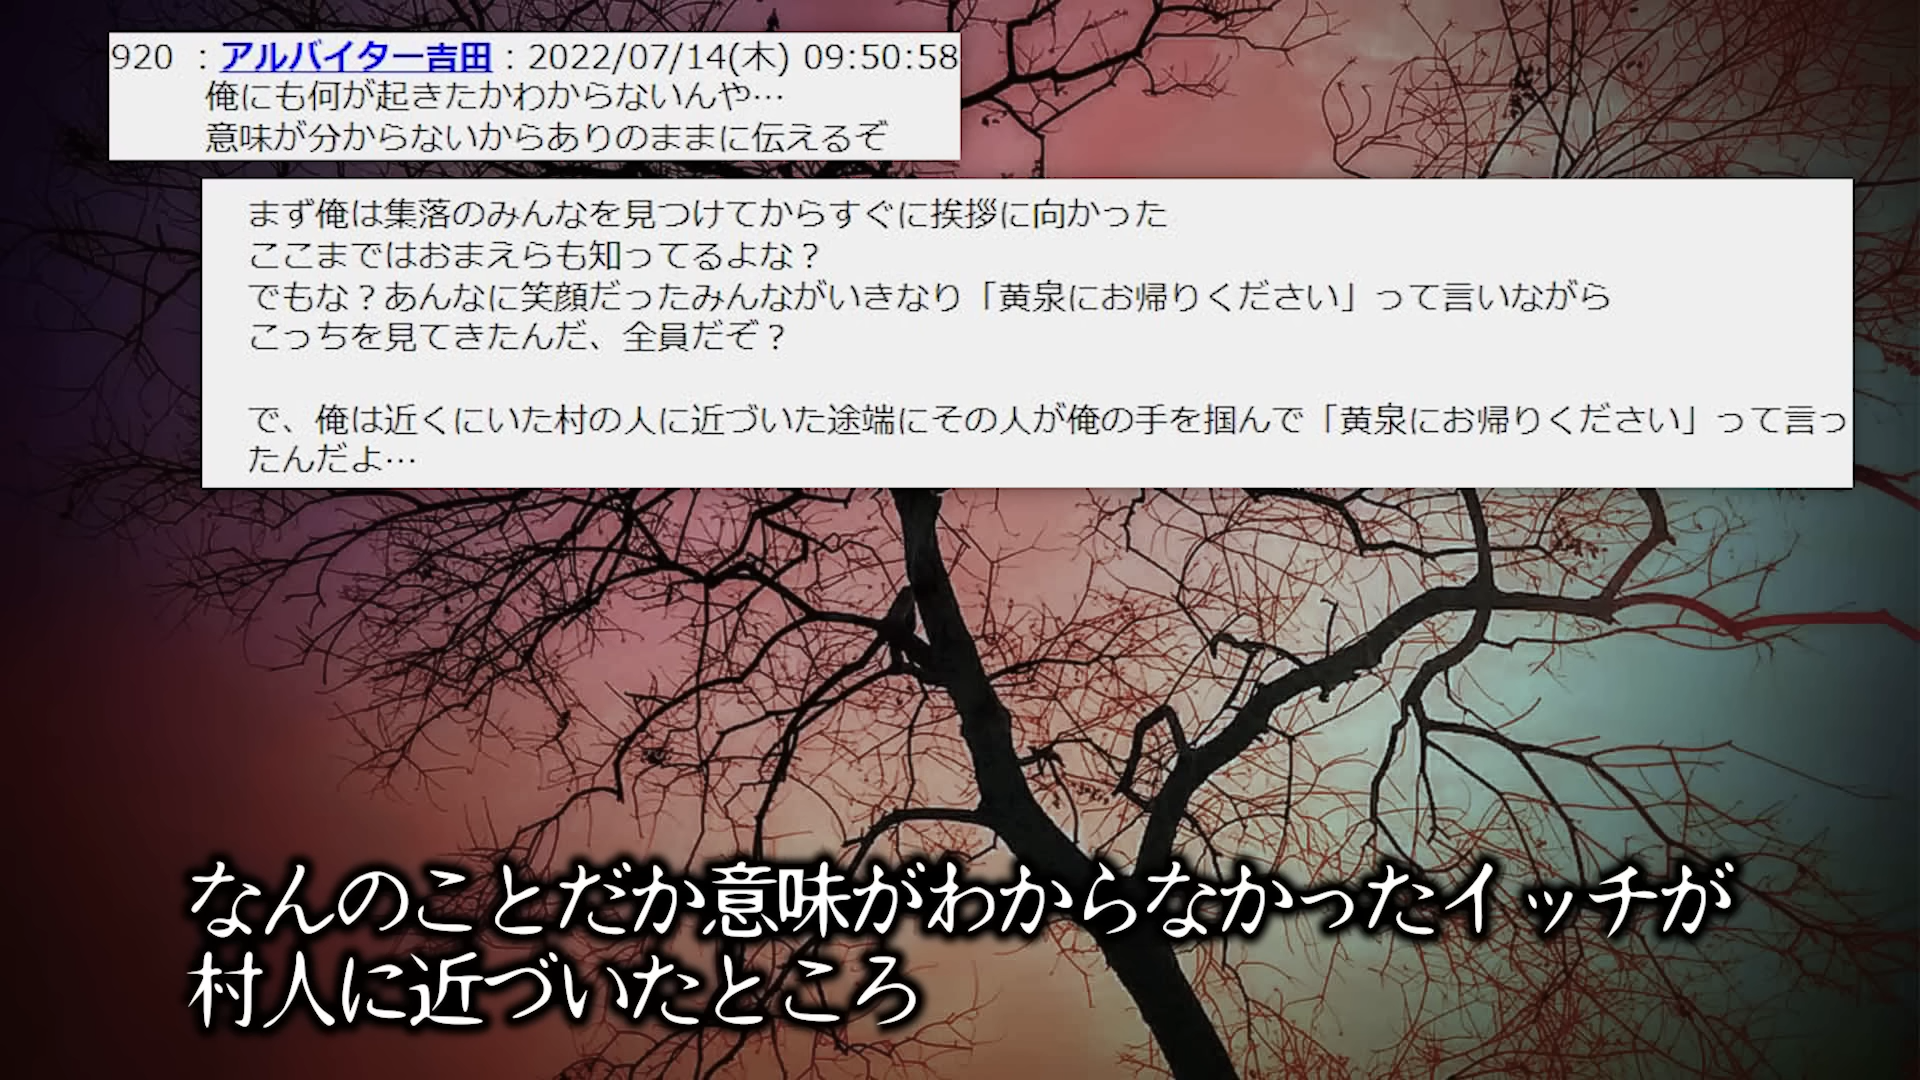 920 ：アルバイター吉田：2022/07/14(木) 09:50:58
俺にも何が起きたかわからないんや…
意味が分からないからありのままに伝えるぞ
まず俺は集落のみんなを見つけてからすぐに挨拶に向かった
ここまではおまえらも知ってるよな？
でもな？あんなに笑顔だったみんながいきなり「黄泉にお帰りください」って言いながら
こっちを見てきたんだ、全員だぞ？
で、俺は近くにいた村の人に近づいた途端にその人が俺の手を掴んで「黄泉にお帰りください」って言っ
たんだよ…
なんのことだか意味がわからなかったイッチが
村人に近づいたところ